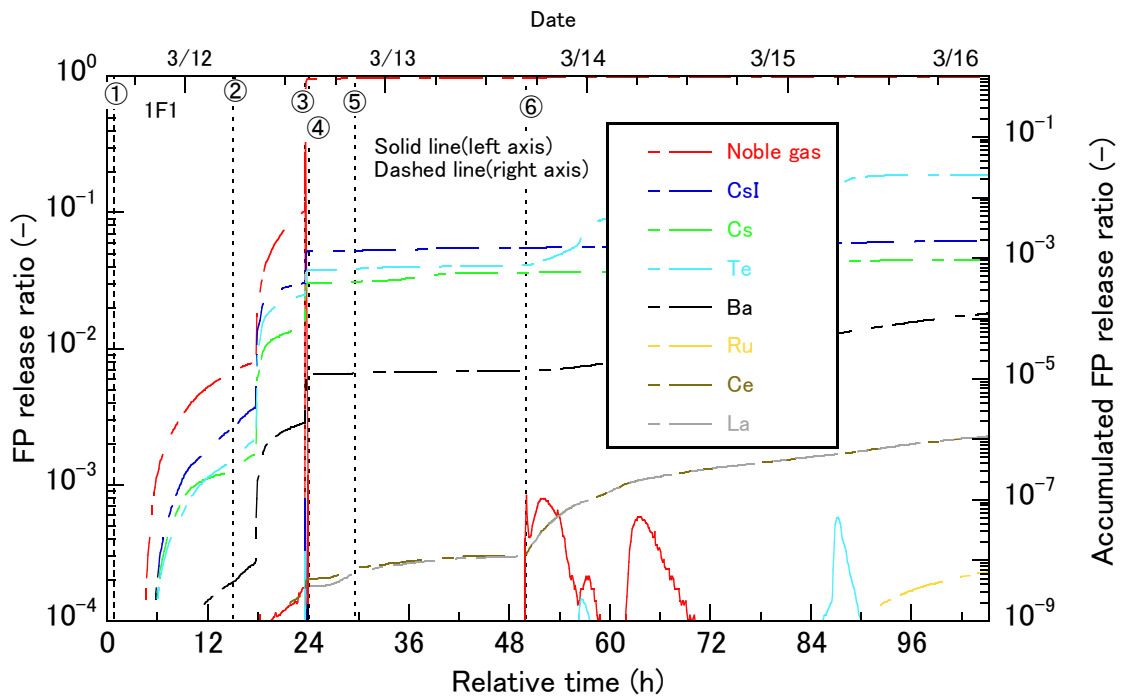 Date
3/12 3/13 3/14 3/15 3/16
10^0
① ② ③ ④ ⑤ ⑥
1F1
Solid line(left axis)
Dashed line(right axis)
Noble gas
CsI
Cs
Te
Ba
Ru
Ce
La
FP release ratio (-)
10^-1
10^-2
10^-3
10^-4
10^-1
10^-3
10^-5
10^-7
10^-9
Accumulated FP release ratio (-)
0 12 24 36 48 60 72 84 96
Relative time (h)